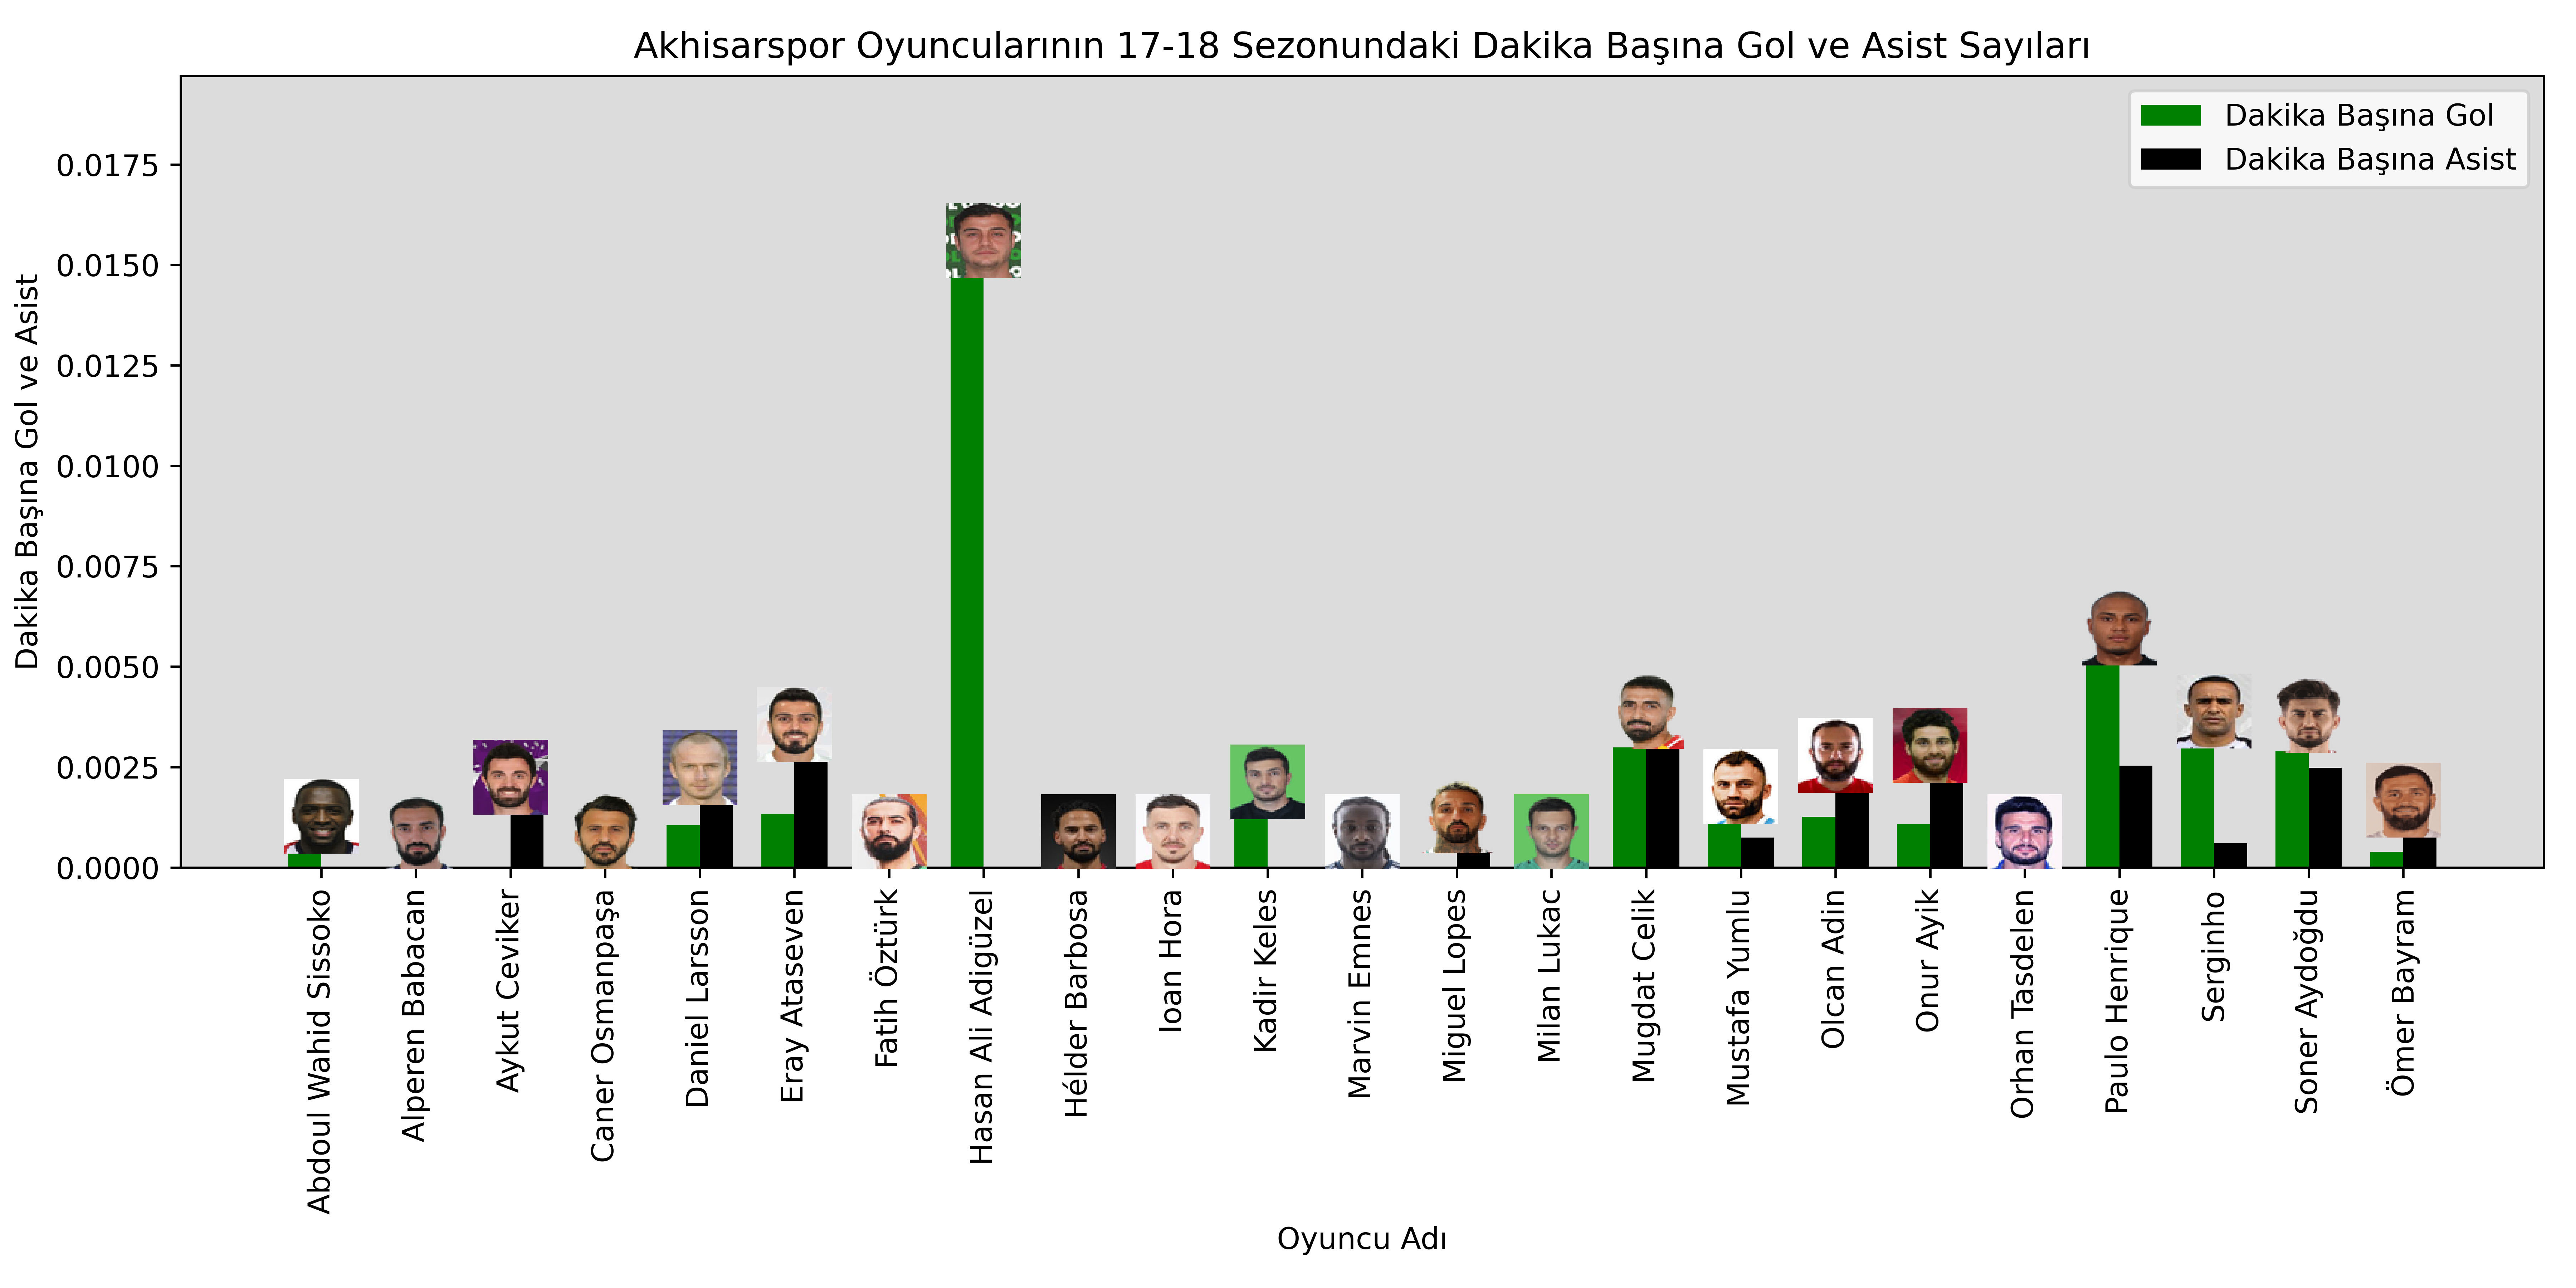 Akhisarspor Oyuncularının 17-18 Sezonundaki Dakika Başına Gol ve Asist Sayıları
Dakika Başına Gol
Dakika Başına Asist
Dakika Başına Gol ve Asist
0.0175
0.0150
0.0125
0.0100
0.0075
0.0050
0.0025
0.0000
Abdoul Wahid Sissoko
Alperen Babacan
Aykut Ceviker
Caner Osmanpaşa
Daniel Larsson
Eray Ataseven
Fatih Öztürk
Hasan Ali Adigüzel
Hélder Barbosa
Ioan Hora
Kadir Keles
Marvin Emnes
Miguel Lopes
Milan Lukac
Mugdat Celik
Mustafa Yumlu
Olcan Adin
Onur Ayik
Orhan Tasdelen
Paulo Henrique
Serginho
Soner Aydoğdu
Ömer Bayram
Oyuncu Adı